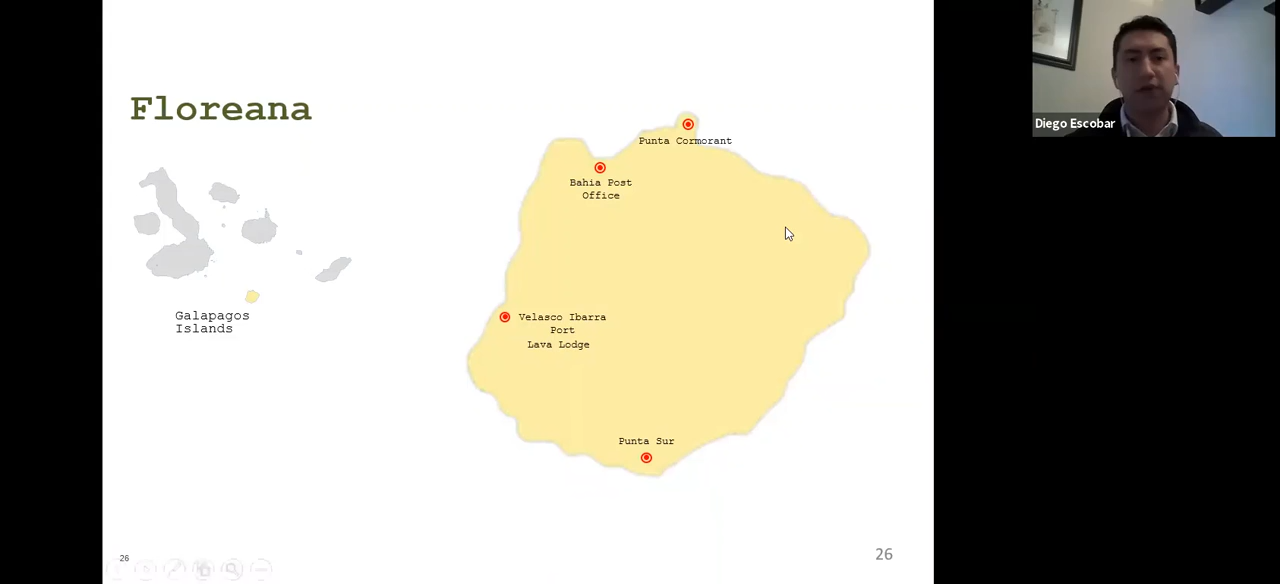 Floreana
Punta Cormorant
Bahia Post
Office
Velasco Ibarra
Port
Lava Lodge
Galapagos
Islands
Punta Sur
26
26
Diego Escobar